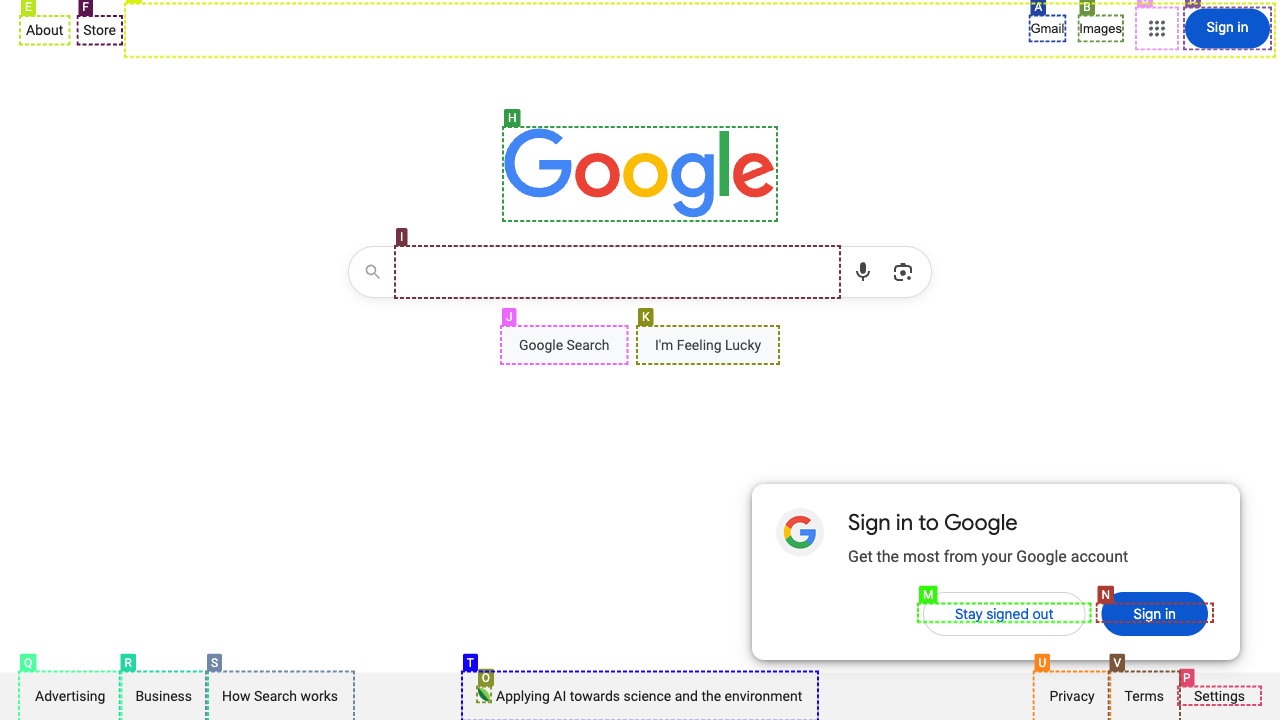 E
F
A
B
About
Store
Gmail
Images
Sign in
H
Google
I
J
K
Google Search
I'm Feeling Lucky
Sign in to Google
Get the most from your Google account
M
N
Stay signed out
Sign in
Q
R
S
T
O
U
V
P
Advertising
Business
How Search works
Applying AI towards science and the environment
Privacy
Terms
Settings